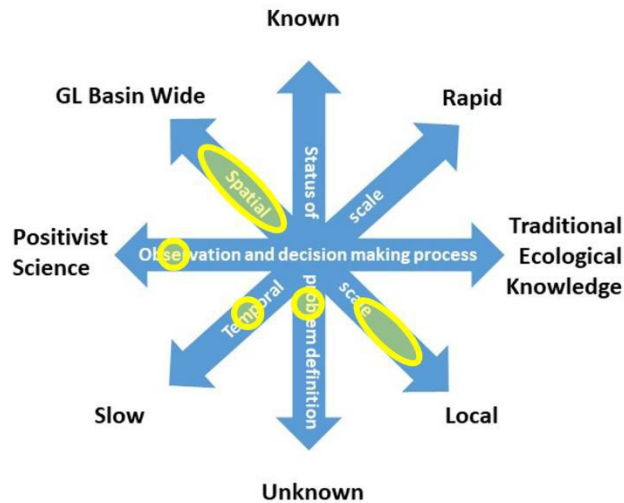 Known
GL Basin Wide
Rapid
Spatial
Status of
scale
Positivist
Science
Observation and decision making process
Traditional
Ecological
Knowledge
Temporal
problem definition
scale
Slow
Local
Unknown